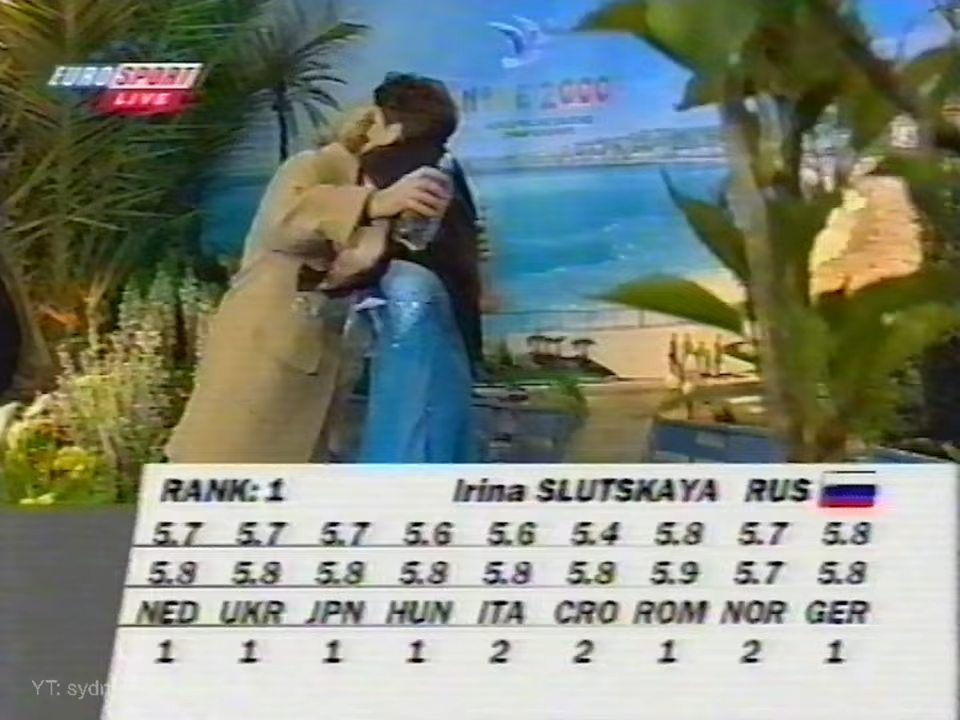 EUROSPORT
LIVE
2000
RANK: 1 Irina SLUTSKAYA RUS
5.7 5.7 5.7 5.6 5.6 5.4 5.8 5.7 5.8
5.8 5.8 5.8 5.8 5.8 5.8 5.9 5.7 5.8
NED UKR JPN HUN ITA CRO ROM NOR GER
1 1 1 1 2 2 1 2 1
YT: sydn